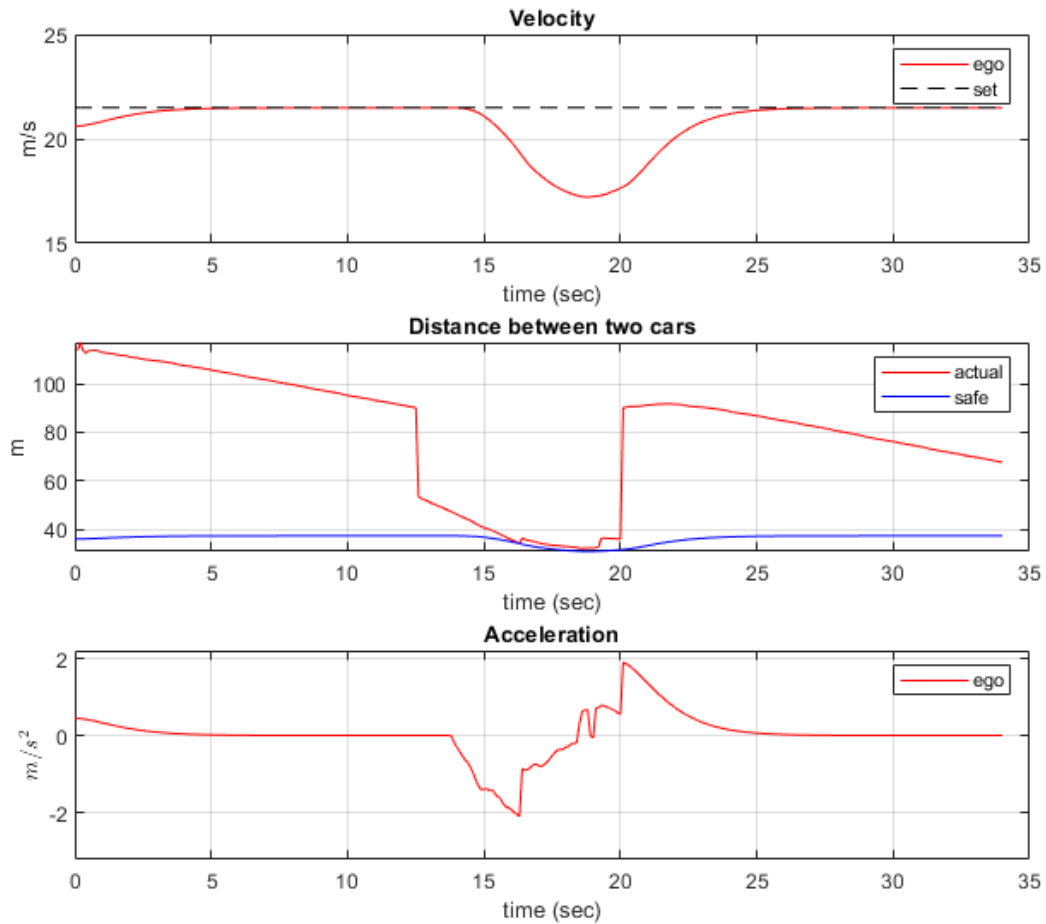 Velocity
25
20
15
m/s
ego
set
0 5 10 15 20 25 30 35
time (sec)
Distance between two cars
100
80
60
40
m
actual
safe
0 5 10 15 20 25 30 35
time (sec)
Acceleration
2
0
-2
m/s²
ego
0 5 10 15 20 25 30 35
time (sec)